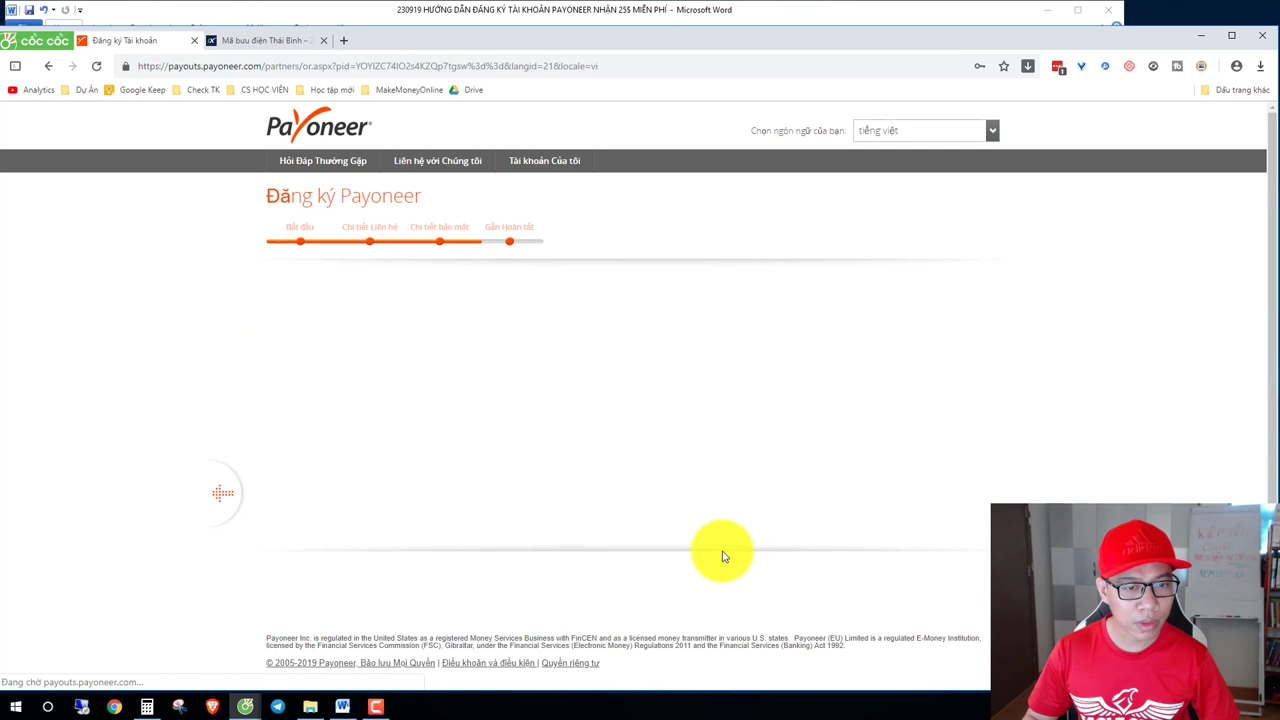 230919 HƯỚNG DẪN ĐĂNG KÝ TÀI KHOẢN PAYONEER NHẬN 25$ MIỄN PHÍ - Microsoft Word
cốc cốc
Đăng ký Tài khoản
Mã bưu điện Thái Bình – 2
https://payouts.payoneer.com/partners/or.aspx?pid=YOYIZC74IO2s4KZQp7tgsw%3d%3d&langid=21&locale=vi
Analytics
Dự Án
Google Keep
Check TK
CS HỌC VIÊN
Học tập mới
MakeMoneyOnline
Drive
Dấu trang khác
Payoneer
Chọn ngôn ngữ của bạn:
tiếng việt
Hỏi Đáp Thường Gặp
Liên hệ với Chúng tôi
Tài khoản Của tôi
Đăng ký Payoneer
Bắt đầu
Chi tiết Liên hệ
Chi tiết bảo mật
Gần Hoàn tất
Payoneer Inc. is regulated in the United States as a registered Money Services Business with FinCEN and as a licensed money transmitter in various U.S. states. Payoneer (EU) Limited is a regulated E-Money Institution,
licensed by the Financial Services Commission (FSC), Gibraltar, under the Financial Services (Electronic Money) Regulations 2011 and the Financial Services (Banking) Act 1992.
© 2005-2019 Payoneer, Bảo lưu Mọi Quyền | Điều khoản và điều kiện | Quyền riêng tư
Đang chờ payouts.payoneer.com...
adidas